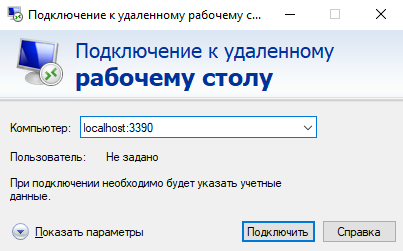 Подключение к удаленному рабочему с...
Подключение к удаленному
рабочему столу
Компьютер: localhost:3390
Пользователь: Не задано
При подключении необходимо будет указать учетные
данные.
Показать параметры Подключить Справка